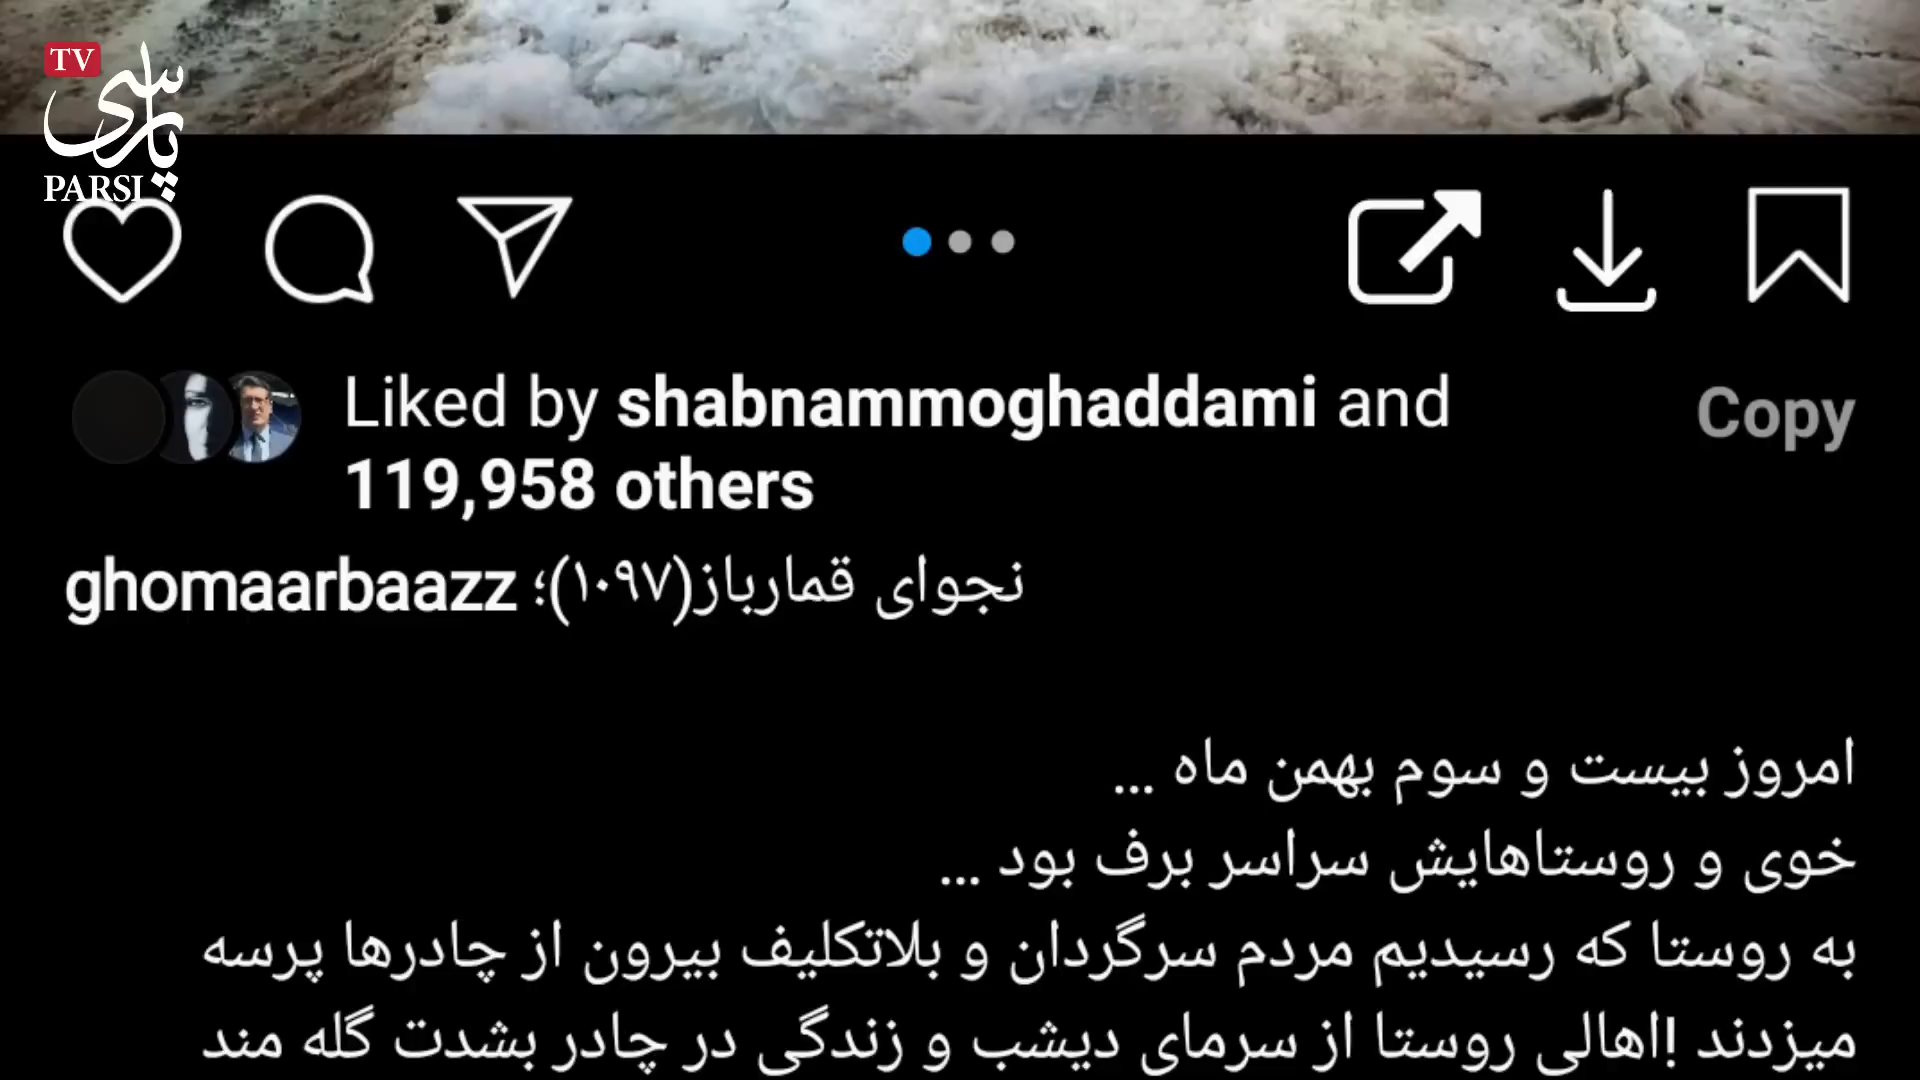 TV
پارسی
PARSI
Liked by shabnammoghaddami and
119,958 others
Copy
ghomaarbaazz نجوای قمارباز(۱۰۹۷)؛
امروز بیست و سوم بهمن ماه ...
خوی و روستاهایش سراسر برف بود ...
به روستا که رسیدیم مردم سرگردان و بلاتکلیف بیرون از چادرها پرسه
میزدند !اهالی روستا از سرمای دیشب و زندگی در چادر بشدت گله مند